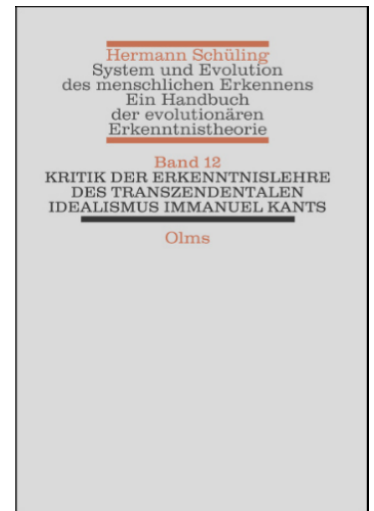 Hermann Schüling
System und Evolution
des menschlichen Erkennens
Ein Handbuch
der evolutionären
Erkenntnistheorie
Band 12
KRITIK DER ERKENNTNISLEHRE
DES TRANSZENDENTALEN
IDEALISMUS IMMANUEL KANTS
Olms